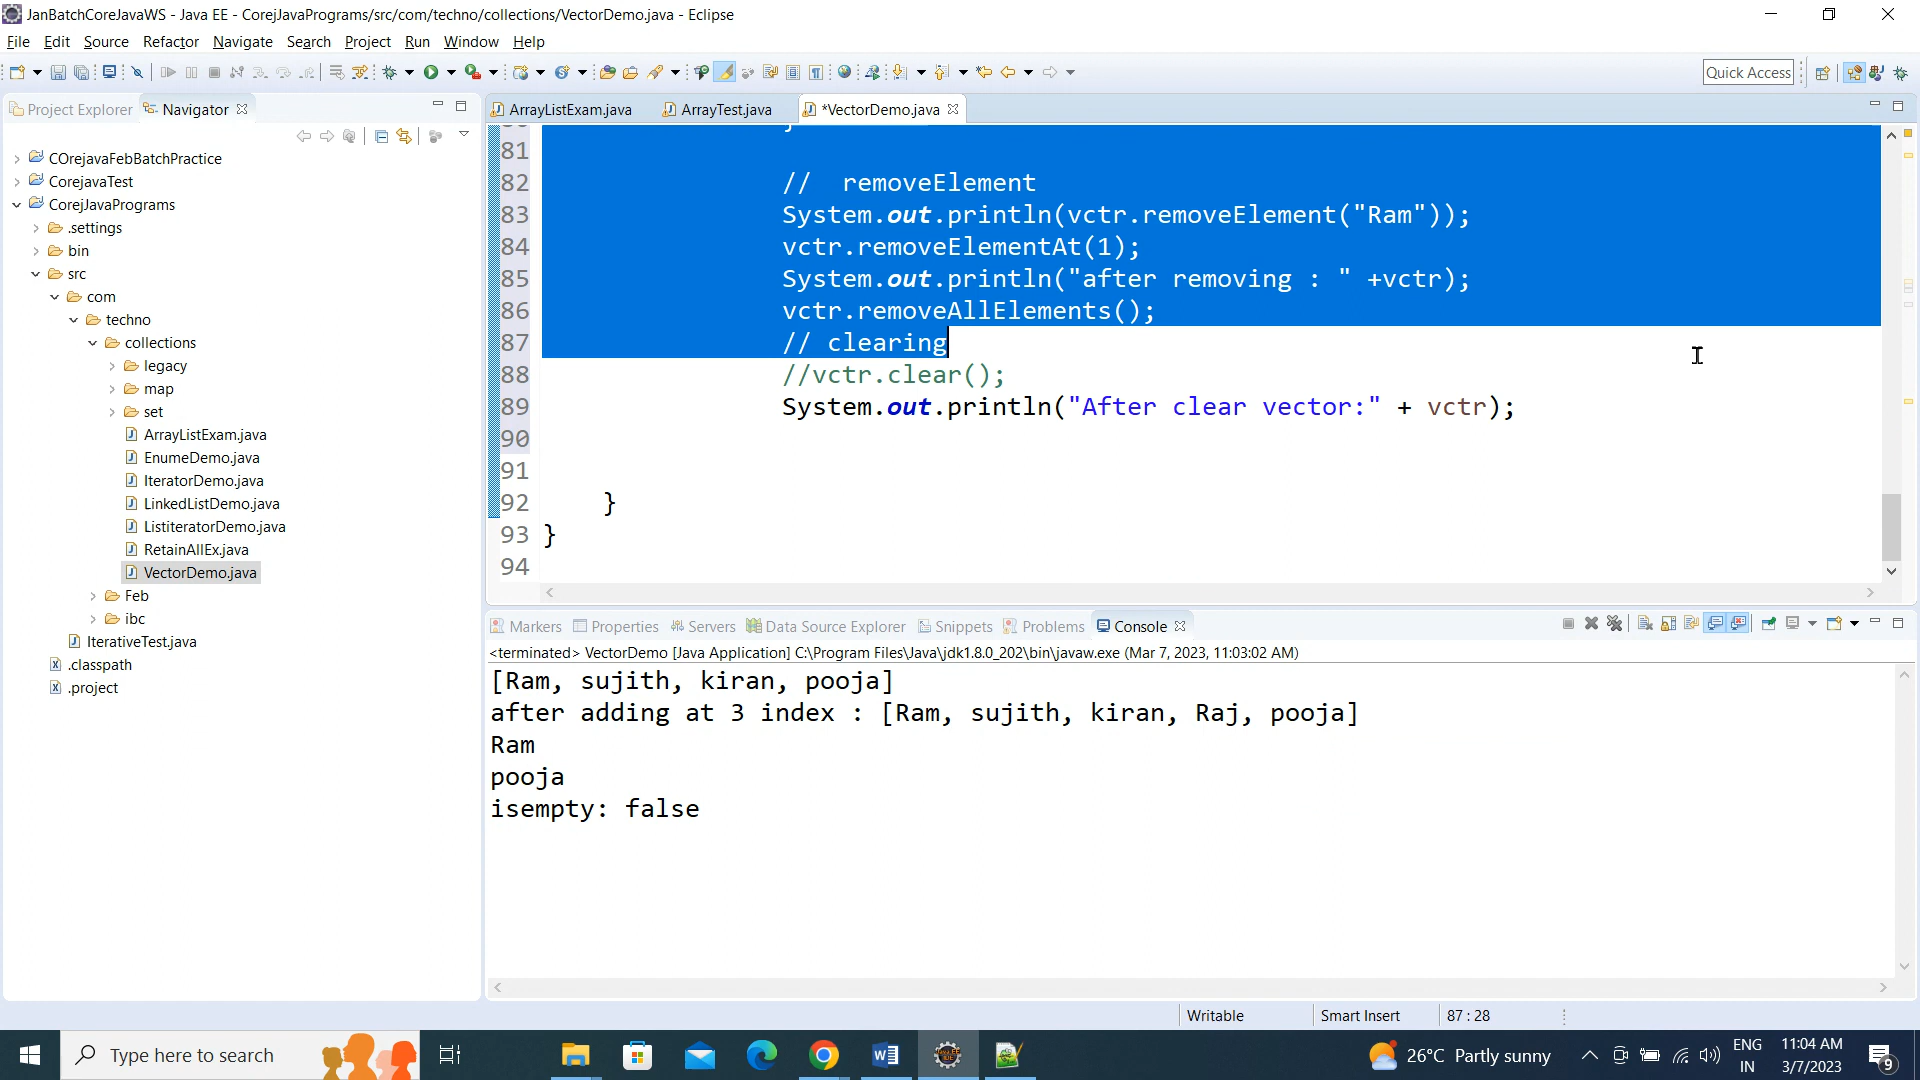 JanBatchCoreJavaWS - Java EE - CorejJavaPrograms/src/com/techno/collections/VectorDemo.java - Eclipse
File Edit Source Refactor Navigate Search Project Run Window Help
Quick Access
Project Explorer Navigator
COrejavaFebBatchPractice
CorejavaTest
CorejJavaPrograms
.settings
bin
src
com
techno
collections
legacy
map
set
ArrayListExam.java
EnumeDemo.java
IteratorDemo.java
LinkedListDemo.java
ListiteratorDemo.java
RetainAllEx.java
VectorDemo.java
Feb
ibc
IterativeTest.java
.classpath
.project
ArrayListExam.java ArrayTest.java *VectorDemo.java
81
82 // removeElement
83 System.out.println(vctr.removeElement("Ram"));
84 vctr.removeElementAt(1);
85 System.out.println("after removing : " +vctr);
86 vctr.removeAllElements();
87 // clearing
88 //vctr.clear();
89 System.out.println("After clear vector:" + vctr);
90
91
92 }
93 }
94
Markers Properties Servers Data Source Explorer Snippets Problems Console
<terminated> VectorDemo [Java Application] C:\Program Files\Java\jdk1.8.0_202\bin\javaw.exe (Mar 7, 2023, 11:03:02 AM)
[Ram, sujith, kiran, pooja]
after adding at 3 index : [Ram, sujith, kiran, Raj, pooja]
Ram
pooja
isempty: false
Writable Smart Insert 87 : 28
Type here to search
26°C Partly sunny
ENG
IN
11:04 AM
3/7/2023
9